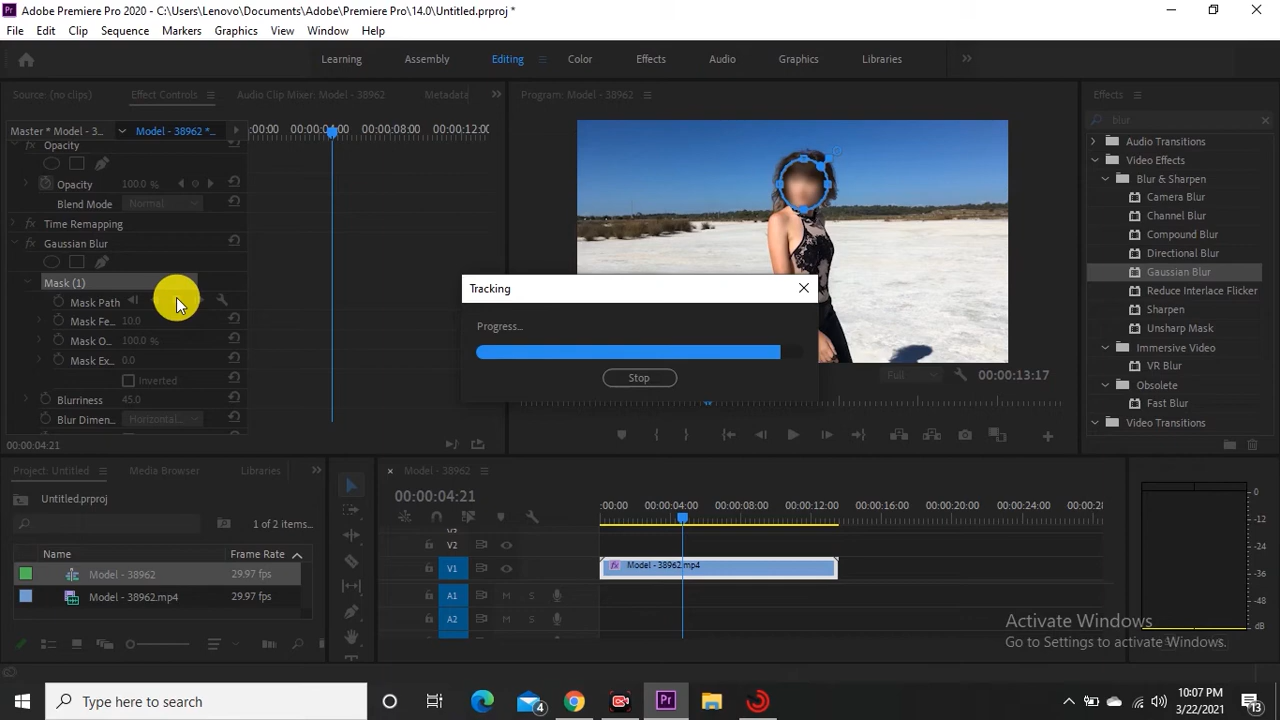 Adobe Premiere Pro 2020 - C:\Users\Lenovo\Documents\Adobe\Premiere Pro\14.0\Untitled.prproj *
File Edit Clip Sequence Markers Graphics View Window Help
Learning Assembly Editing Color Effects Audio Graphics Libraries
Source: (no clips) Effect Controls Audio Clip Mixer: Model - 38962 Metadata
Program: Model - 38962
Effects
Master * Model - 3... Model - 38962 *... :00:00 00:00:04:00 00:00:08:00 00:00:12:00
blur
Opacity
Opacity 100.0 %
Blend Mode Normal
Time Remapping
Gaussian Blur
Mask (1)
Mask Path
Mask Fe... 10.0
Mask O... 100.0 %
Mask Ex... 0.0
Inverted
Blurriness 45.0
Blur Dimen... Horizontal...
00:00:04:21
Tracking
Progress...
Stop
Full 00:00:13:17
Audio Transitions
Video Effects
Blur & Sharpen
Camera Blur
Channel Blur
Compound Blur
Directional Blur
Gaussian Blur
Reduce Interlace Flicker
Sharpen
Unsharp Mask
Immersive Video
VR Blur
Obsolete
Fast Blur
Video Transitions
Project: Untitled Media Browser Libraries
Untitled.prproj
1 of 2 items...
Name Frame Rate
Model - 38962 29.97 fps
Model - 38962.mp4 29.97 fps
Model - 38962
00:00:04:21
:00:00 00:00:04:00 00:00:08:00 00:00:12:00 00:00:16:00 00:00:20:00 00:00:24:00 00:00:28
V2
V1 fx Model - 38962.mp4
A1 M S
A2 M S
0
-12
-24
-36
-48
dB
Activate Windows
Go to Settings to activate Windows.
Type here to search
4
Pr
10:07 PM
3/22/2021
13